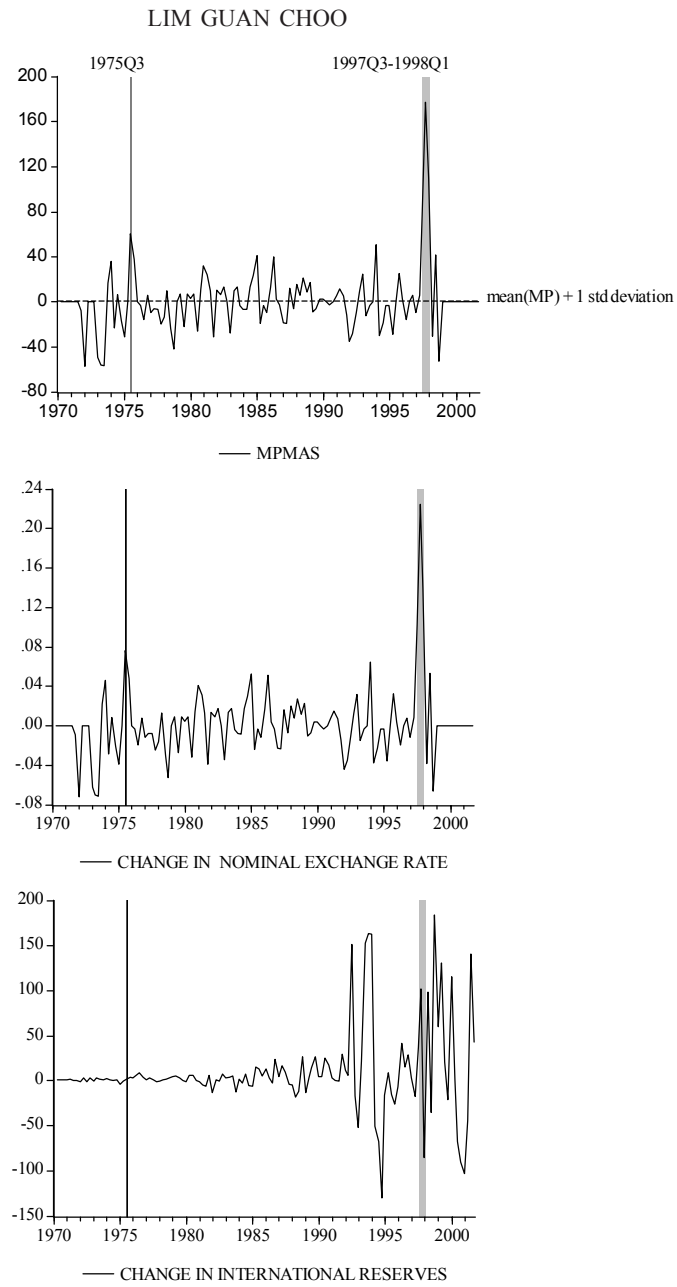 LIM GUAN CHOO
1975Q3 1997Q3-1998Q1
200
160
120
80
40
0
-40
-80
mean(MP) + 1 std deviation
1970 1975 1980 1985 1990 1995 2000
MPMAS
.24
.20
.16
.12
.08
.04
.00
-.04
-.08
1970 1975 1980 1985 1990 1995 2000
CHANGE IN NOMINAL EXCHANGE RATE
200
150
100
50
0
-50
-100
-150
1970 1975 1980 1985 1990 1995 2000
CHANGE IN INTERNATIONAL RESERVES